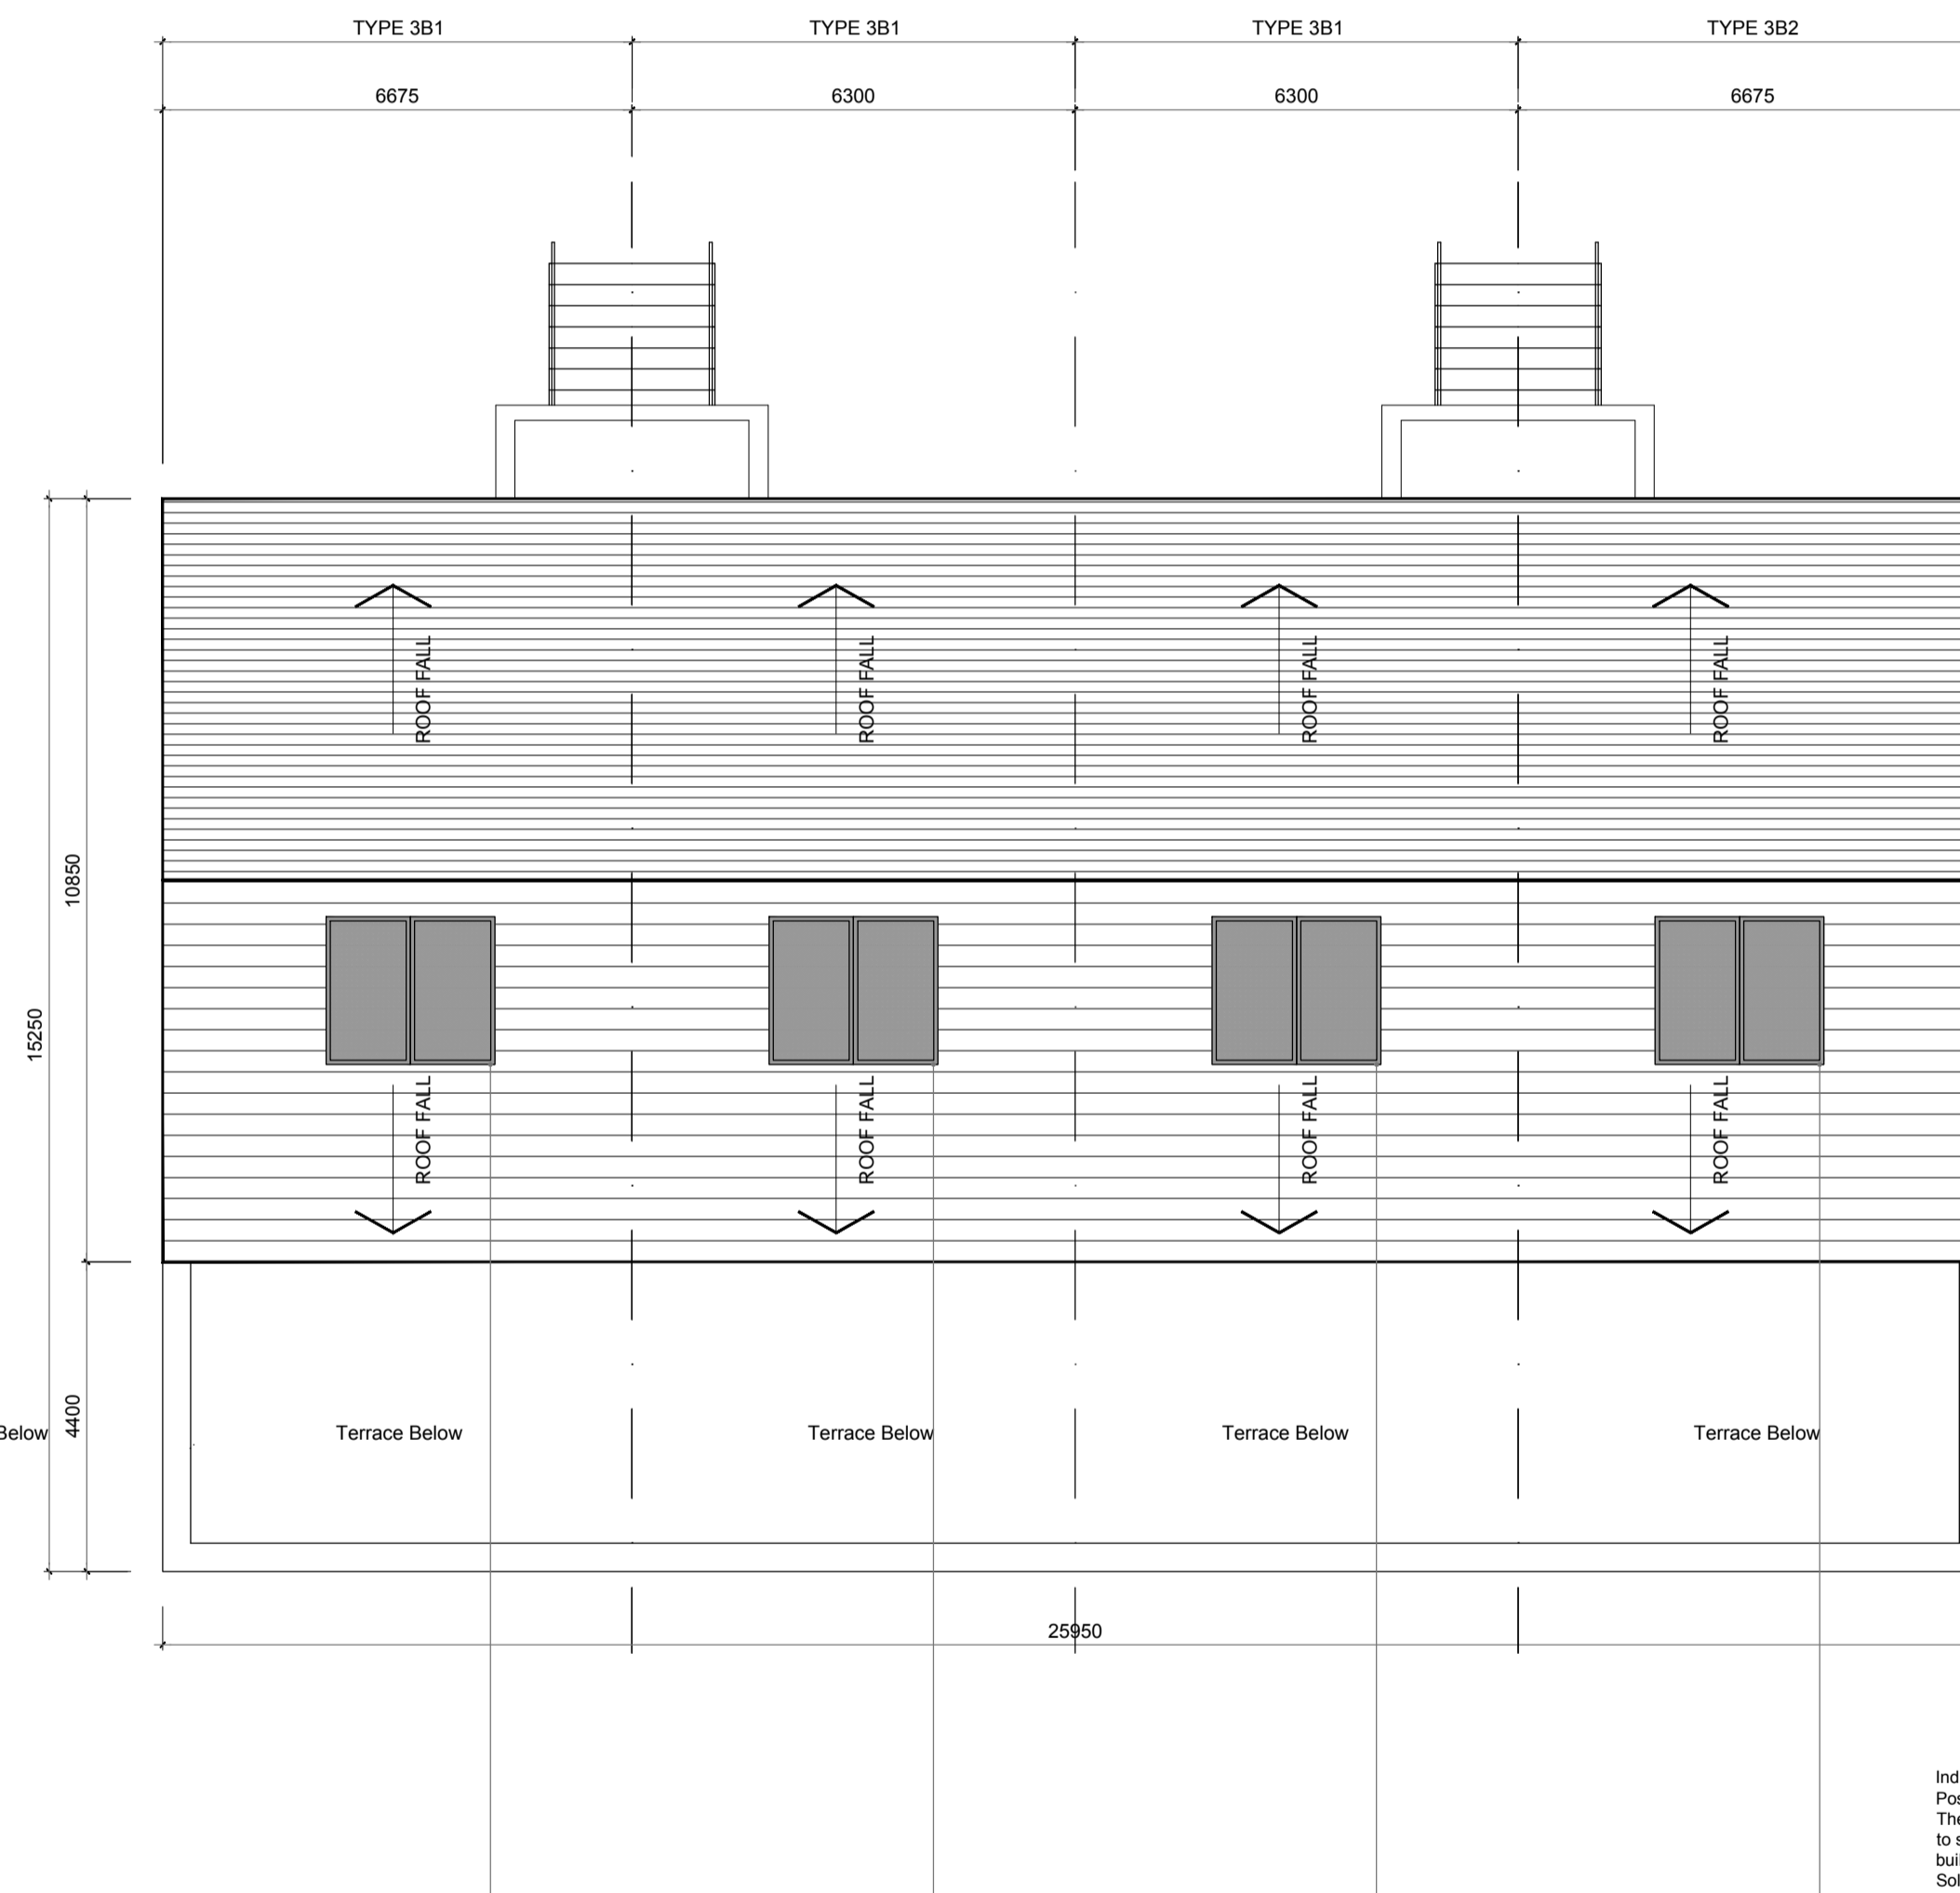 TYPE 3B1
TYPE 3B1
TYPE 3B1
TYPE 3B2
6675
6300
6300
6675
ROOF FALL
ROOF FALL
ROOF FALL
ROOF FALL
10850
15250
ROOF FALL
ROOF FALL
ROOF FALL
ROOF FALL
4400
Below
Terrace Below
Terrace Below
Terrace Below
Terrace Below
25950
to